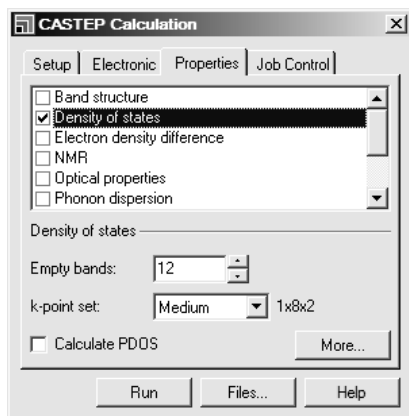 CASTEP Calculation
Setup Electronic Properties Job Control
Band structure
Density of states
Electron density difference
NMR
Optical properties
Phonon dispersion
Density of states
Empty bands: 12
k-point set: Medium 1x8x2
Calculate PDOS More...
Run Files... Help